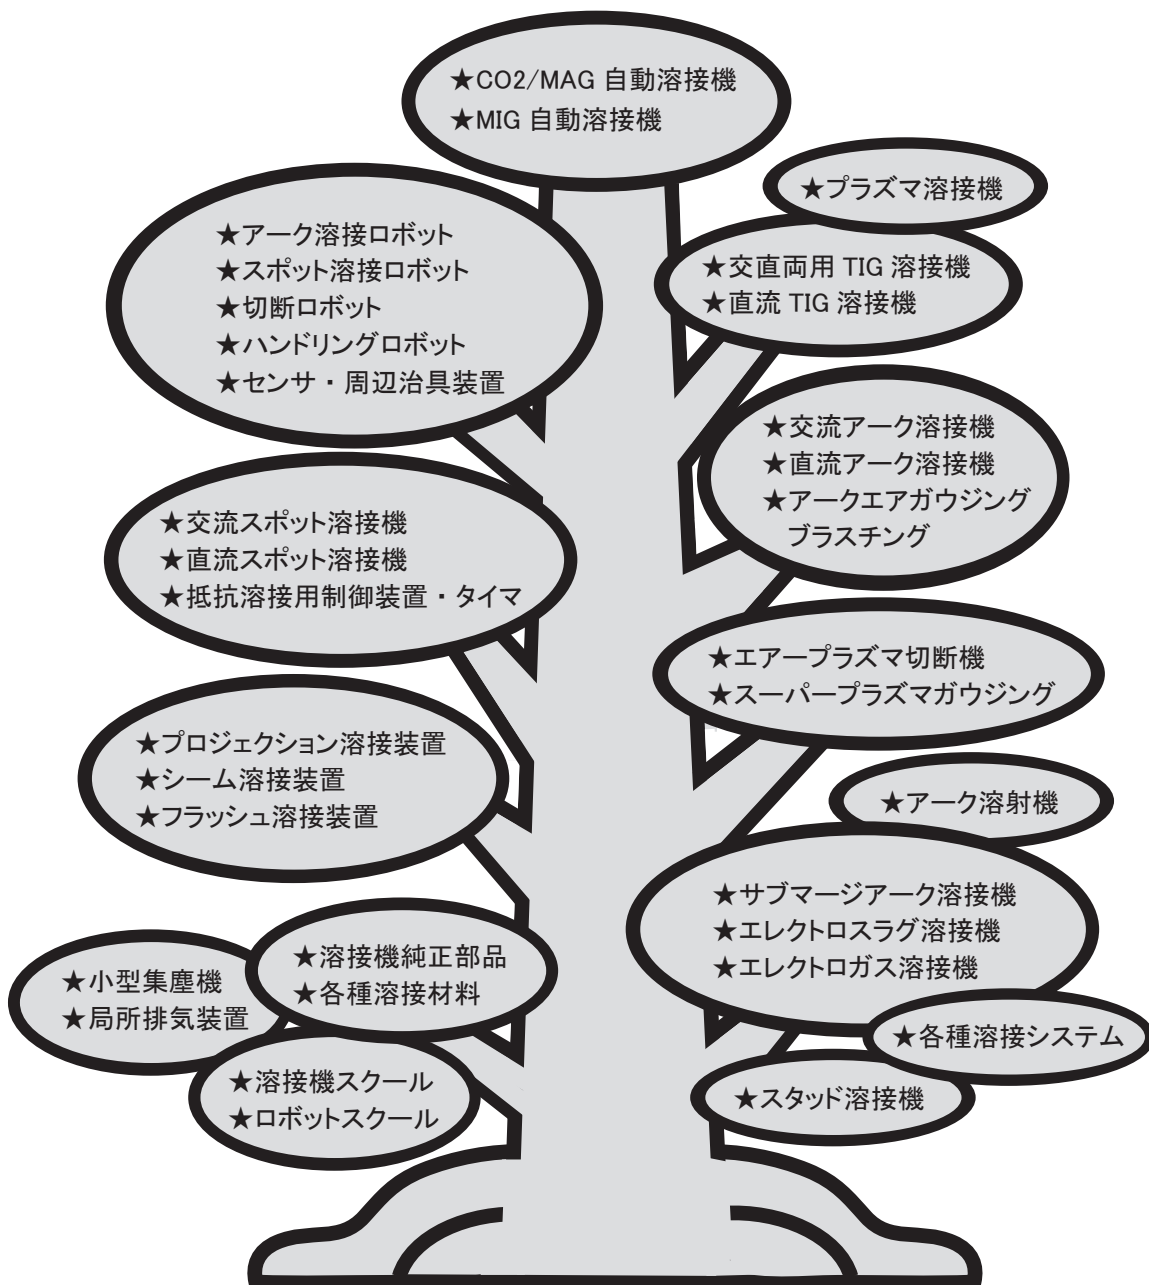 ★CO2/MAG 自動溶接機
★MIG 自動溶接機
★プラズマ溶接機
★アーク溶接ロボット
★スポット溶接ロボット
★切断ロボット
★ハンドリングロボット
★センサ・周辺治具装置
★交直両用 TIG 溶接機
★直流 TIG 溶接機
★交流アーク溶接機
★直流アーク溶接機
★アークエアガウジング
ブラスチング
★交流スポット溶接機
★直流スポット溶接機
★抵抗溶接用制御装置・タイマ
★エアープラズマ切断機
★スーパープラズマガウジング
★プロジェクション溶接装置
★シーム溶接装置
★フラッシュ溶接装置
★アーク溶射機
★サブマージアーク溶接機
★エレクトロスラグ溶接機
★エレクトロガス溶接機
★溶接機純正部品
★各種溶接材料
★小型集塵機
★局所排気装置
★各種溶接システム
★溶接機スクール
★ロボットスクール
★スタッド溶接機